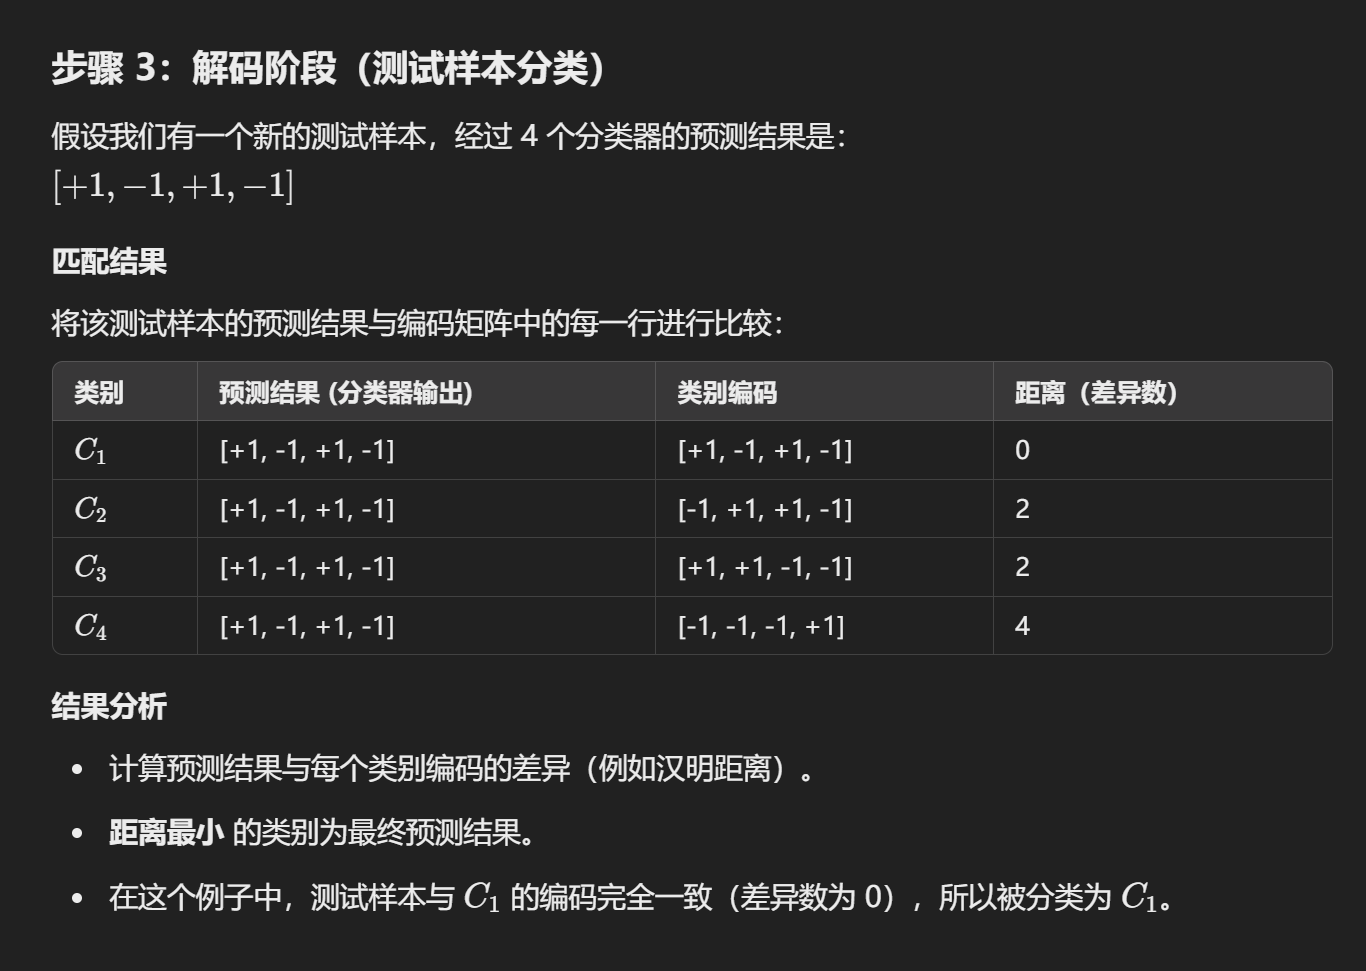 步骤 3：解码阶段（测试样本分类）
假设我们有一个新的测试样本，经过 4 个分类器的预测结果是：
[+1, −1, +1, −1]
匹配结果
将该测试样本的预测结果与编码矩阵中的每一行进行比较：
类别 预测结果 (分类器输出) 类别编码 距离（差异数）
C₁ [+1, -1, +1, -1] [+1, -1, +1, -1] 0
C₂ [+1, -1, +1, -1] [-1, +1, +1, -1] 2
C₃ [+1, -1, +1, -1] [+1, +1, -1, -1] 2
C₄ [+1, -1, +1, -1] [-1, -1, -1, +1] 4
结果分析
• 计算预测结果与每个类别编码的差异（例如汉明距离）。
• 距离最小 的类别为最终预测结果。
• 在这个例子中，测试样本与 C₁ 的编码完全一致（差异数为 0），所以被分类为 C₁。